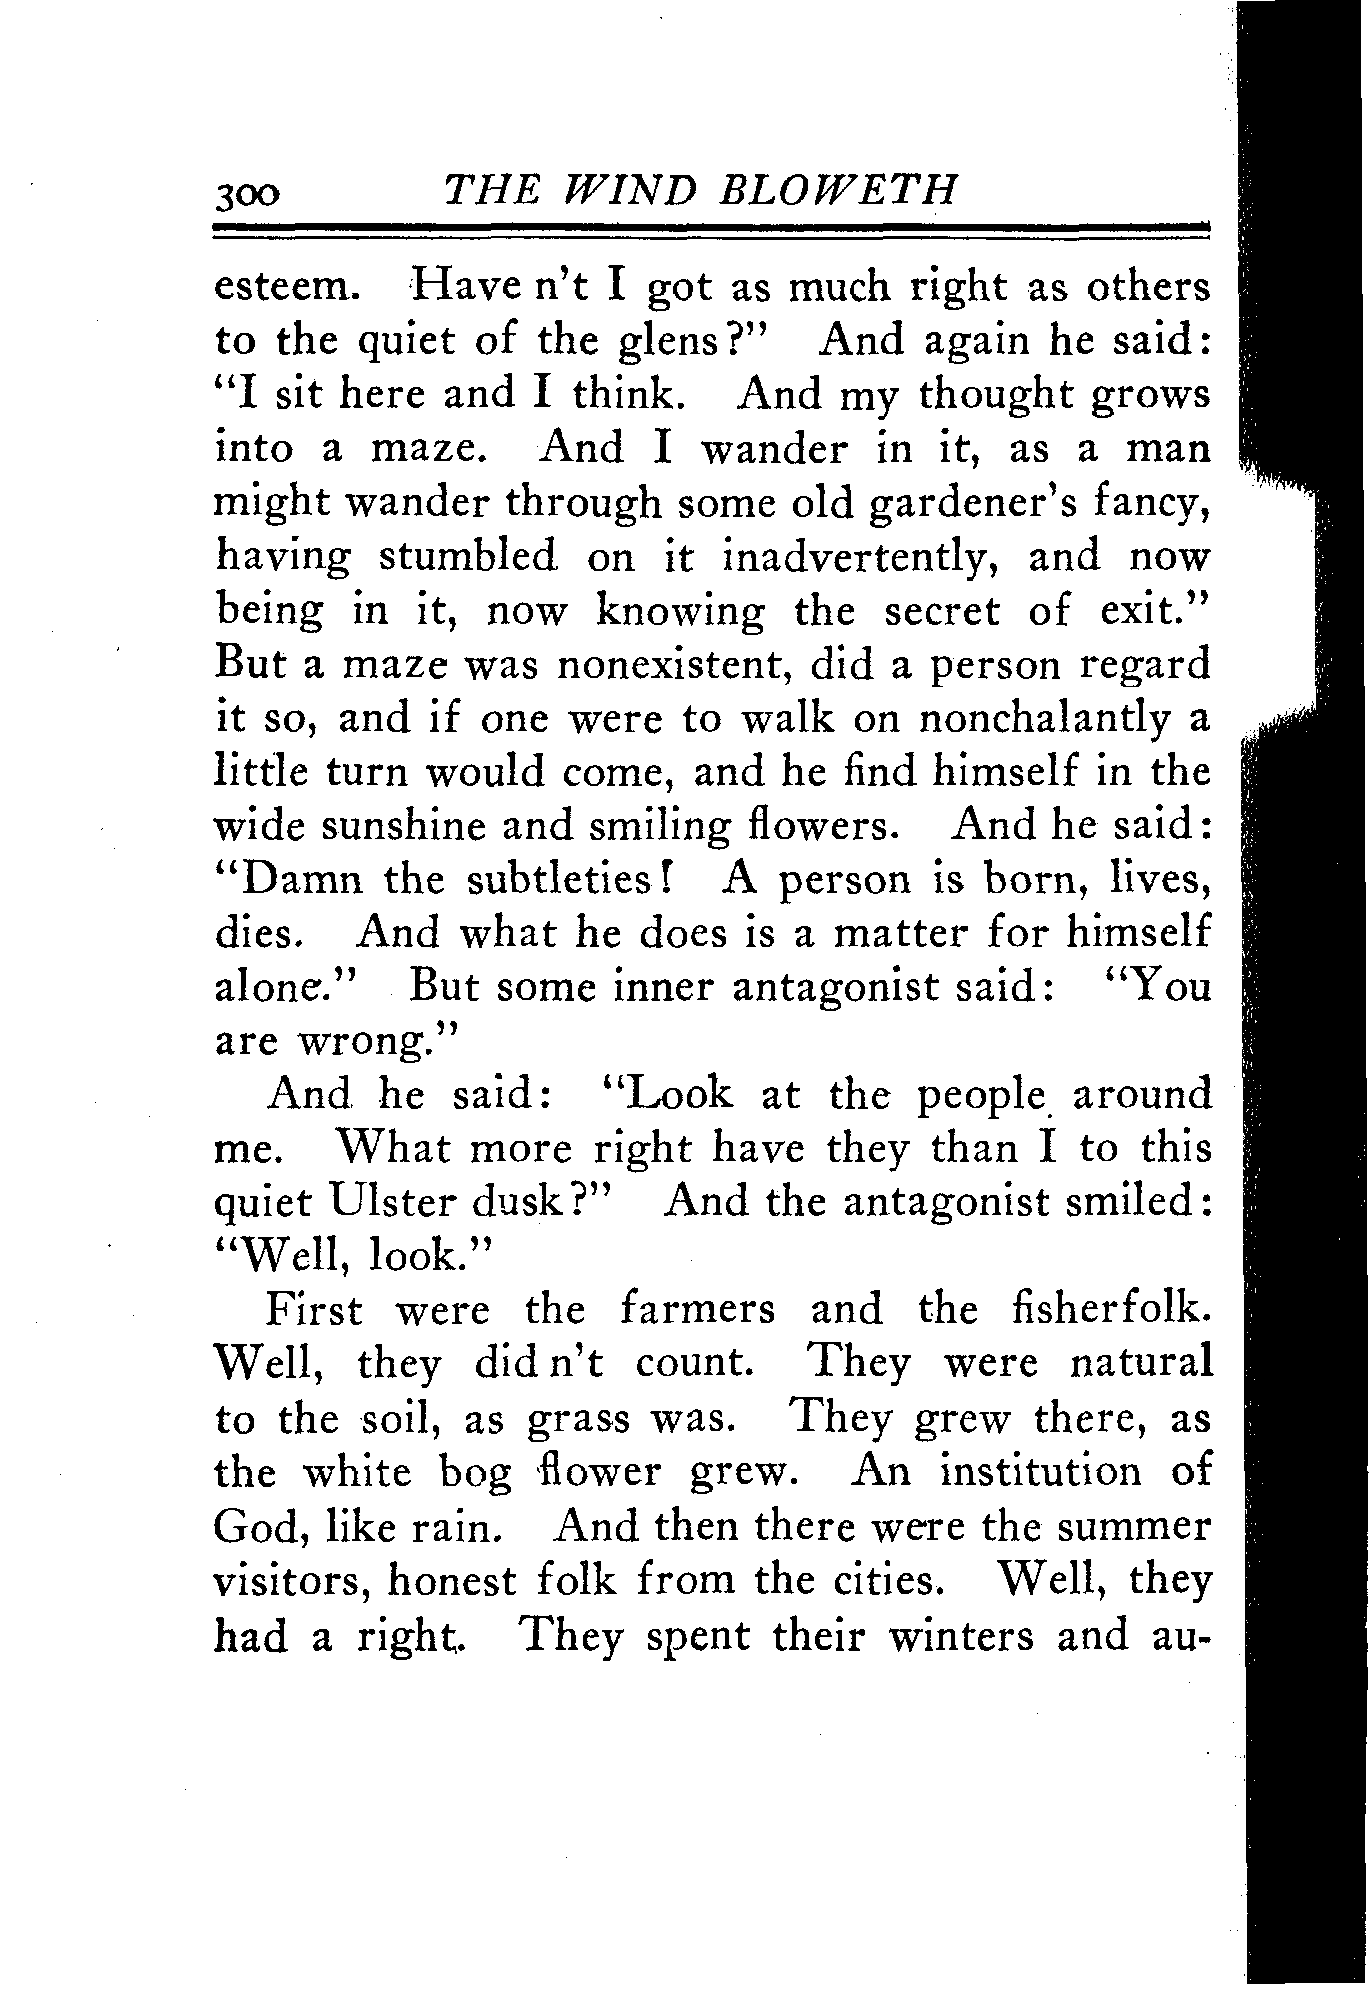 300 THE WIND BLOWETH
esteem. Have n't I got as much right as others
to the quiet of the glens?" And again he said:
"I sit here and I think. And my thought grows
into a maze. And I wander in it, as a man
might wander through some old gardener's fancy,
having stumbled on it inadvertently, and now
being in it, now knowing the secret of exit."
But a maze was nonexistent, did a person regard
it so, and if one were to walk on nonchalantly a
little turn would come, and he find himself in the
wide sunshine and smiling flowers. And he said:
"Damn the subtleties! A person is born, lives,
dies. And what he does is a matter for himself
alone." But some inner antagonist said: "You
are wrong."
And he said: "Look at the people around
me. What more right have they than I to this
quiet Ulster dusk?" And the antagonist smiled:
"Well, look."
First were the farmers and the fisherfolk.
Well, they did n't count. They were natural
to the soil, as grass was. They grew there, as
the white bog flower grew. An institution of
God, like rain. And then there were the summer
visitors, honest folk from the cities. Well, they
had a right. They spent their winters and au-